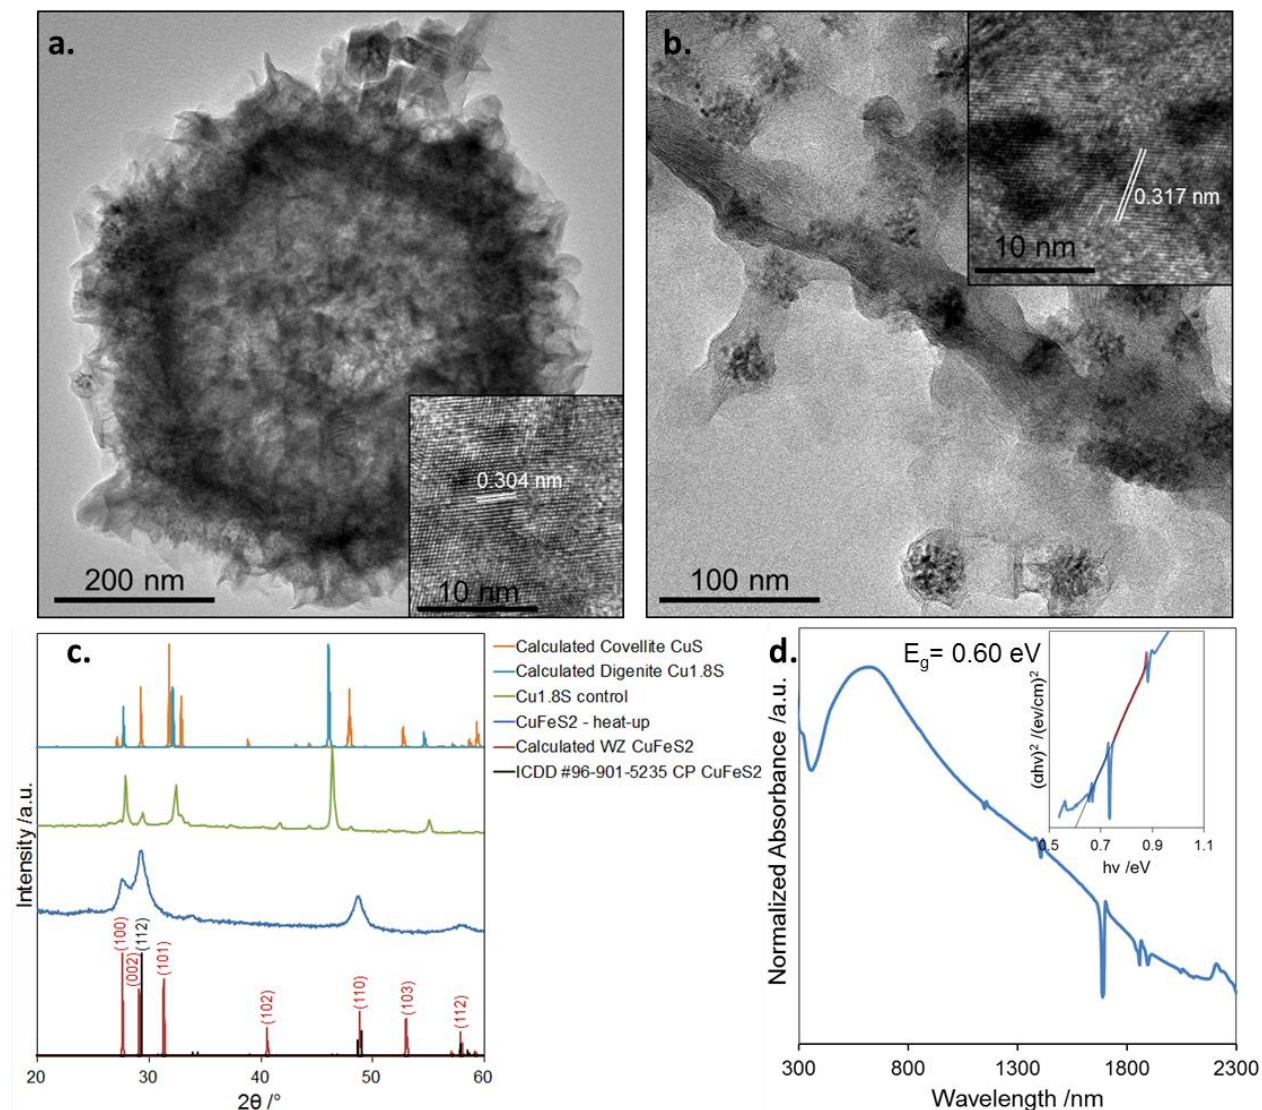 a.
0.304 nm
200 nm
10 nm
b.
0.317 nm
10 nm
100 nm
c.
Calculated Covellite CuS
Calculated Digenite Cu1.8S
Cu1.8S control
CuFeS2 - heat-up
Calculated WZ CuFeS2
ICDD #96-901-5235 CP CuFeS2
Intensity /a.u.
(100)
(002)
(112)
(101)
(102)
(110)
(103)
(112)
20 30 40 50 60
2θ /°
d.
Eg= 0.60 eV
(αhv)² /(ev/cm)²
0.5 0.7 0.9 1.1
hv /eV
Normalized Absorbance /a.u.
300 800 1300 1800 2300
Wavelength /nm